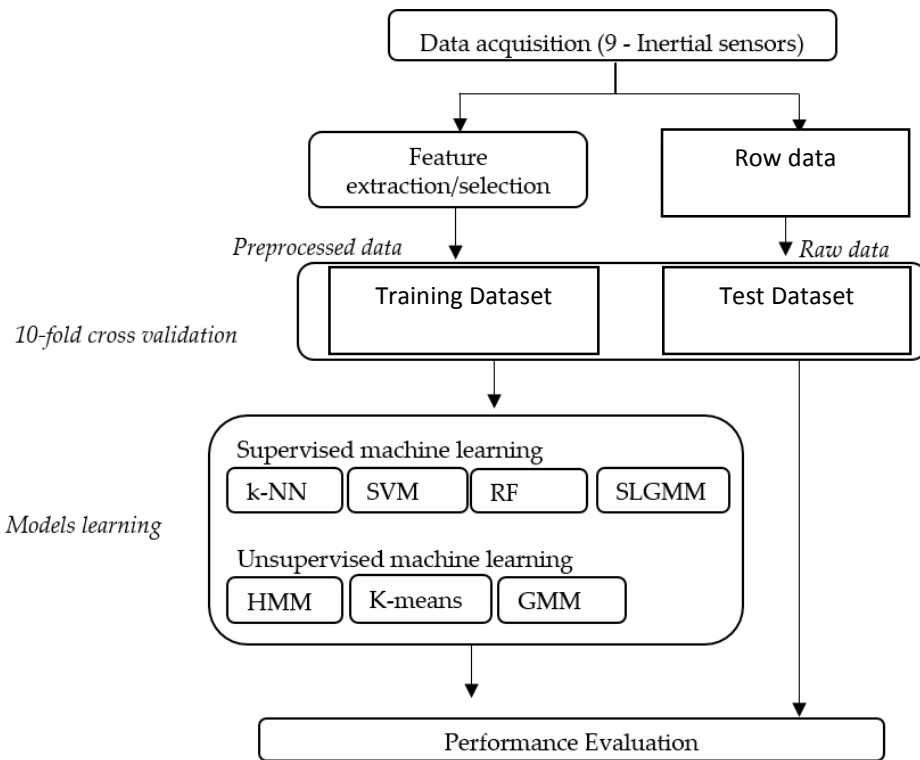 Data acquisition (9 - Inertial sensors)
Feature
extraction/selection
Row data
Preprocessed data
Raw data
Training Dataset
Test Dataset
10-fold cross validation
Supervised machine learning
k-NN
SVM
RF
SLGMM
Models learning
Unsupervised machine learning
HMM
K-means
GMM
Performance Evaluation